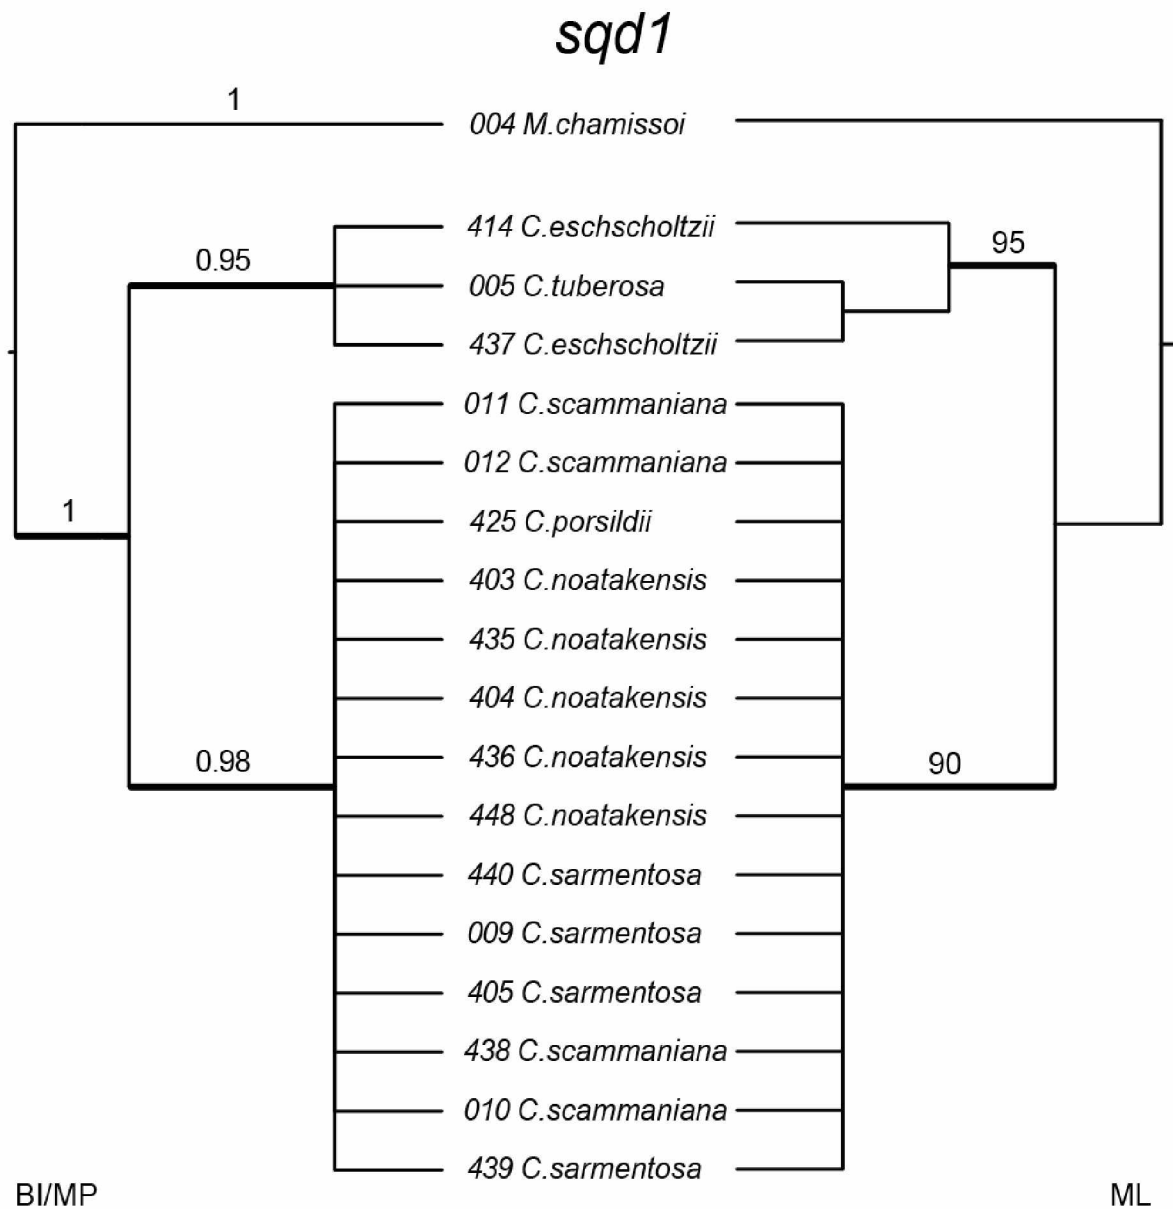 sqd1
1
004 M.chamissoi
414 C.eschscholtzii
0.95
95
005 C.tuberosa
437 C.eschscholtzii
011 C.scammaniana
012 C.scammaniana
1
425 C.porsildii
403 C.noatakensis
435 C.noatakensis
404 C.noatakensis
0.98
436 C.noatakensis
90
448 C.noatakensis
440 C.sarmentosa
009 C.sarmentosa
405 C.sarmentosa
438 C.scammaniana
010 C.scammaniana
439 C.sarmentosa
BI/MP
ML